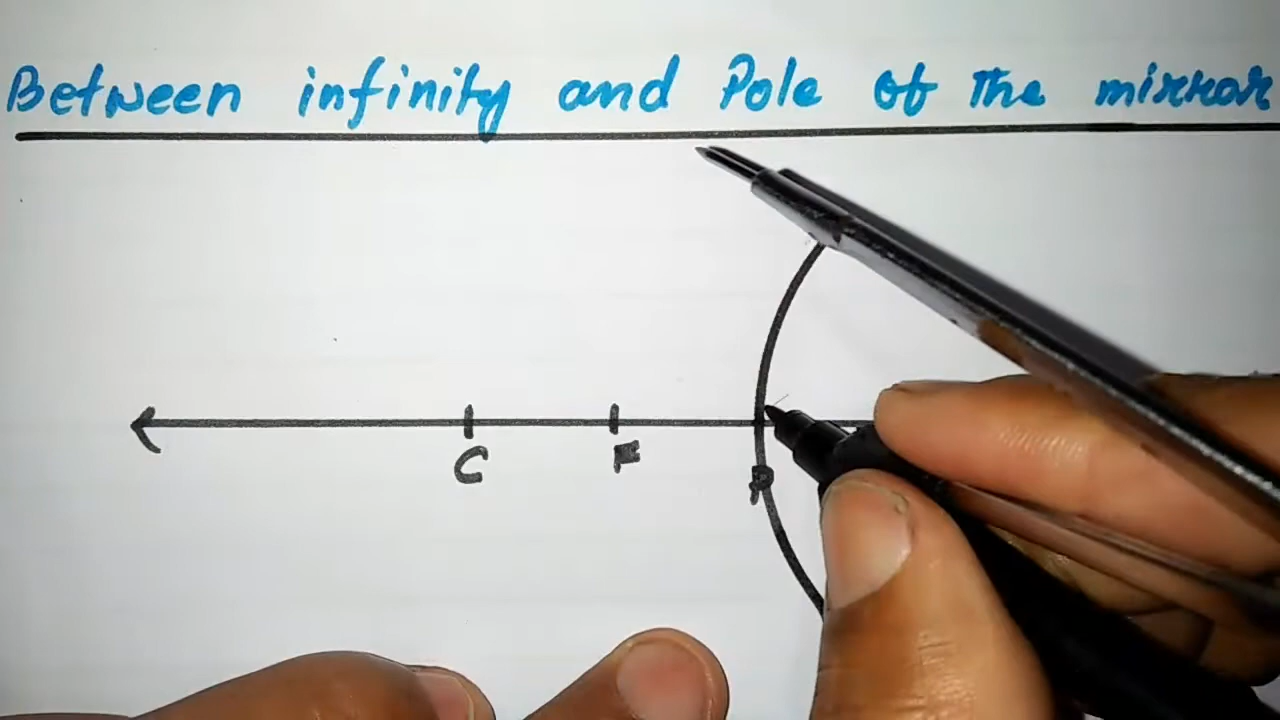 Between infinity and Pole of the mirror
C F P